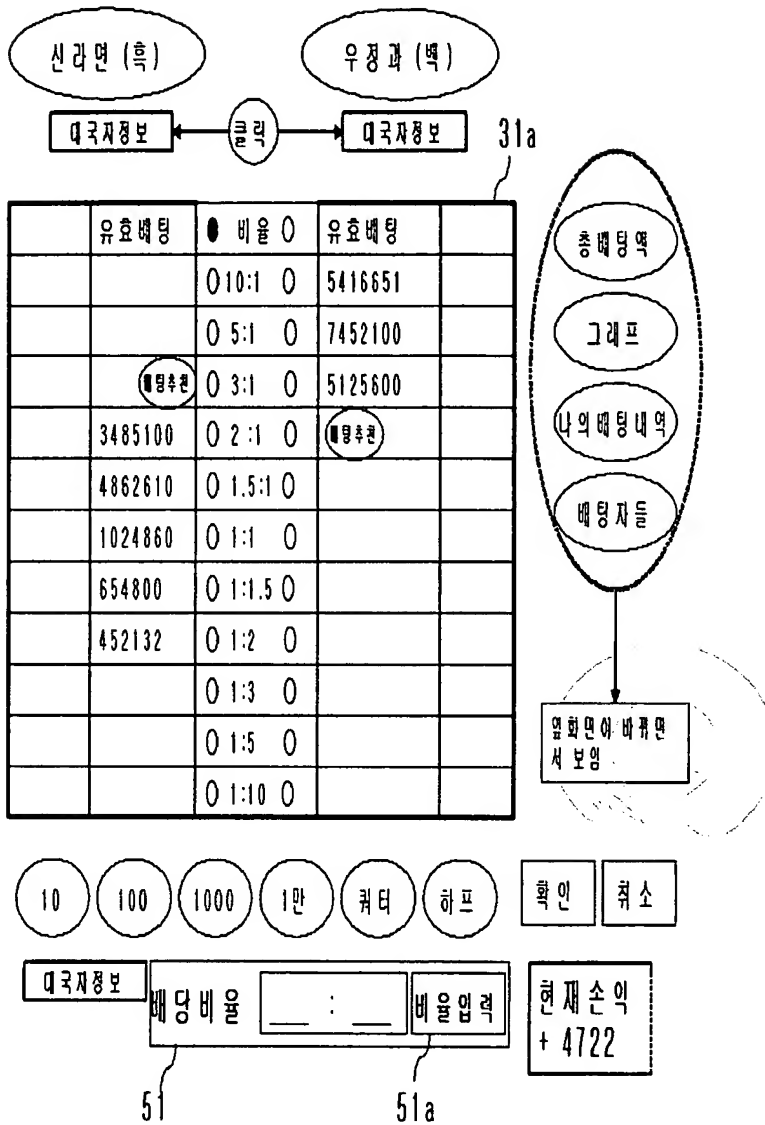 신라면 (흑)
우정과 (백)
대국자정보
클릭
대국자정보
31a
유효배팅 ● 비율 O 유효배팅
O 10:1 O 5416651
O 5:1 O 7452100
배팅추천 O 3:1 O 5125600
3485100 O 2:1 O 배팅추천
4862610 O 1.5:1 O
1024860 O 1:1 O
654800 O 1:1.5 O
452132 O 1:2 O
O 1:3 O
O 1:5 O
O 1:10 O
총배팅액
그래프
나의배팅내역
배팅자들
옆화면이 바뀌면
서 보임
10
100
1000
1만
쿼터
하프
확인
취소
대국자정보
배당비율 __ : __ 비율입력
현재손익
+ 4722
51
51a